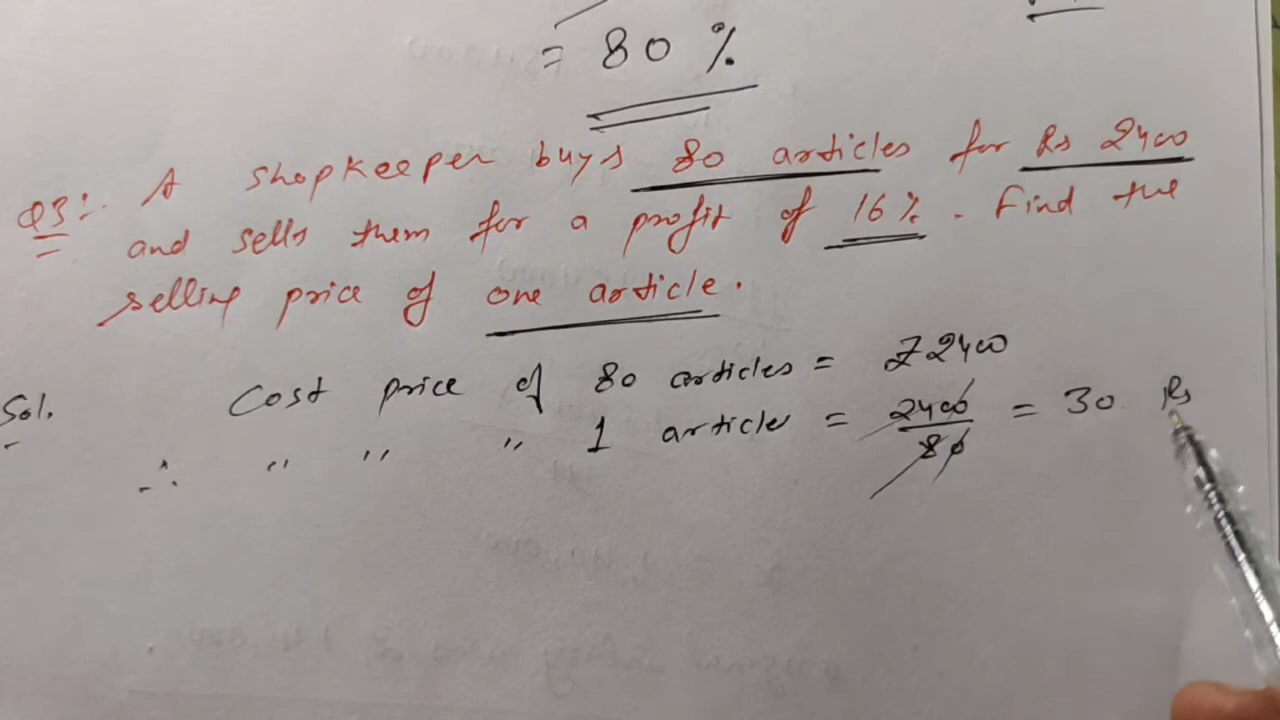 = 80 %
Q3:- A shopkeeper buys 80 articles for Rs 2400
and sells them for a profit of 16%. Find the
selling price of one article.
Sol. Cost price of 80 articles = ₹2400
∴ " " " 1 article = 2400/80 = 30 Rs